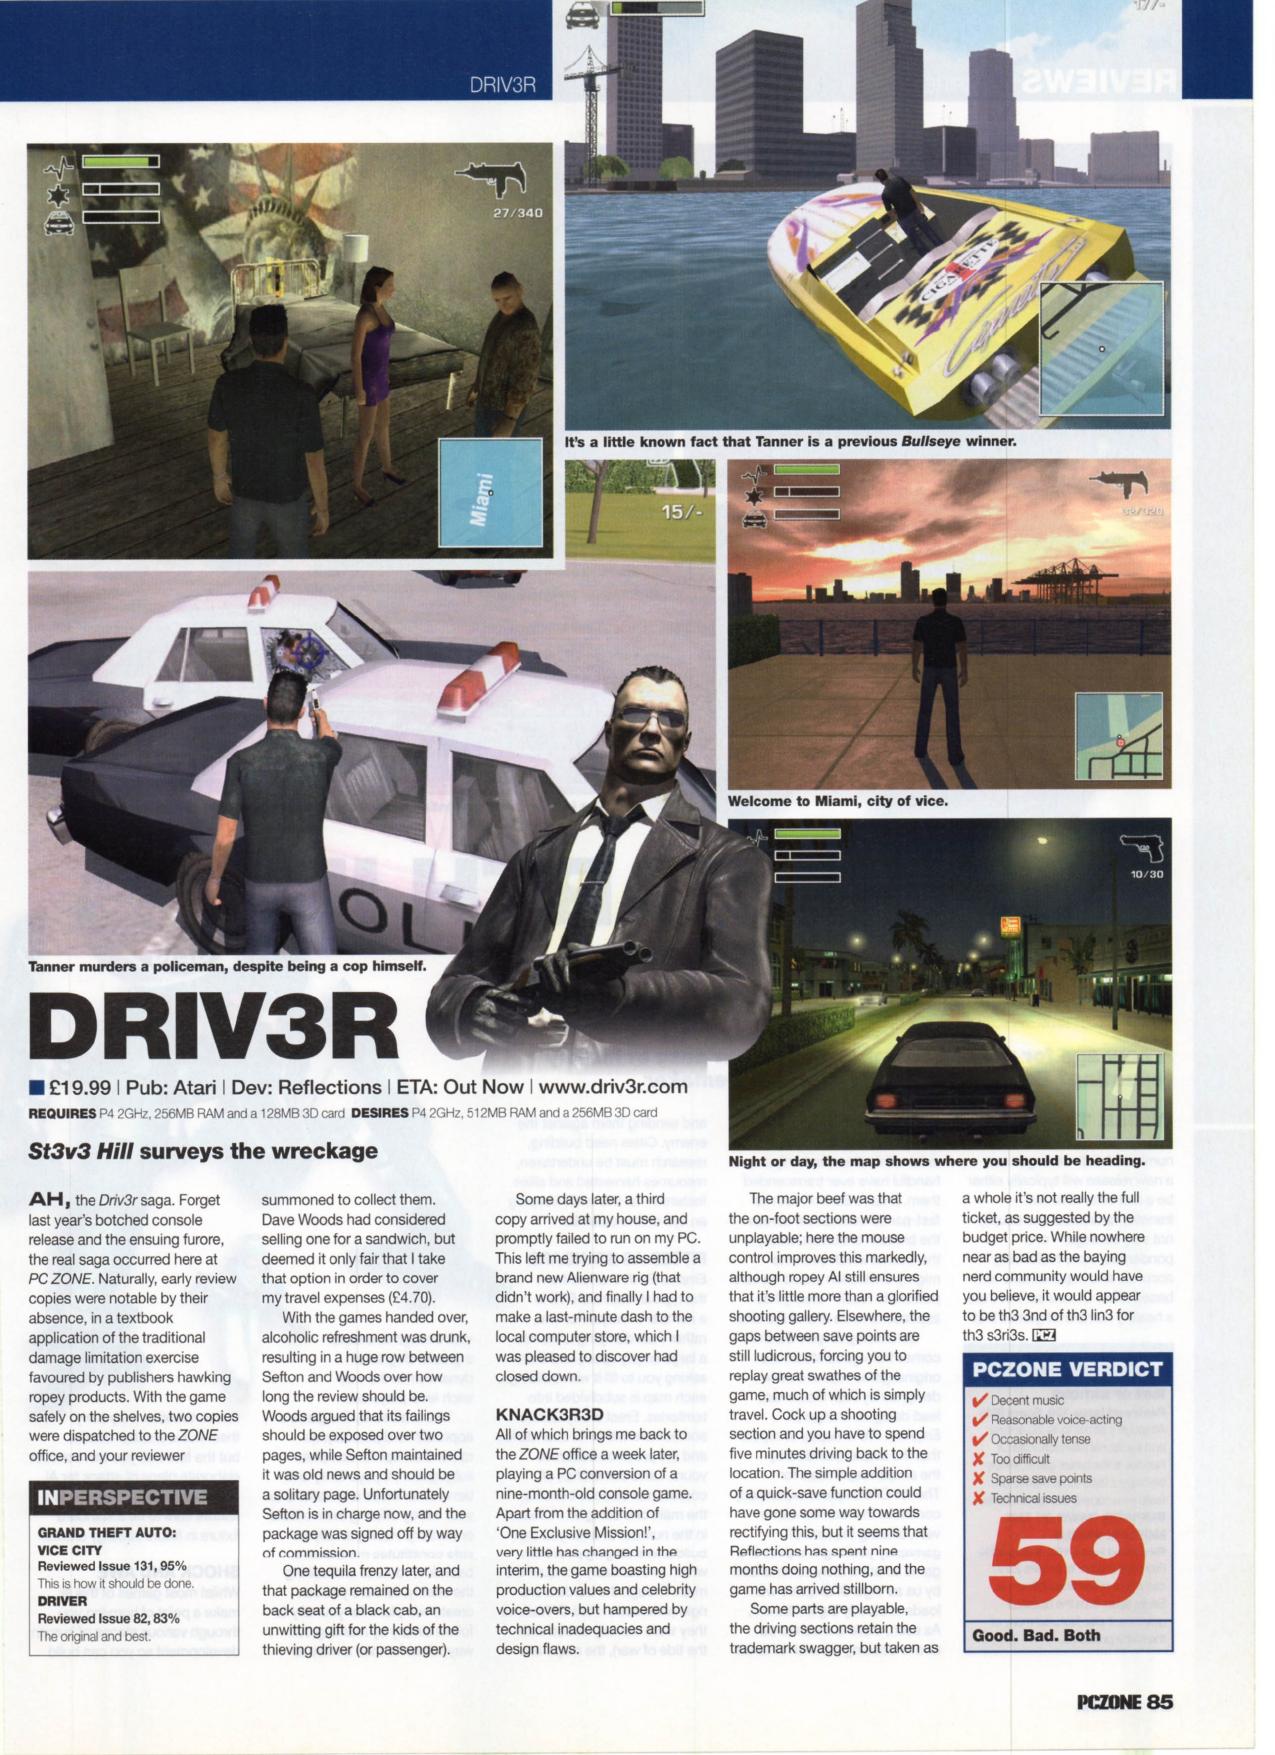 DRIV3R
REVIEWS
17/-
27/340
Miami
CIGARETTE
Cigarette
It's a little known fact that Tanner is a previous Bullseye winner.
15/-
32/320
Welcome to Miami, city of vice.
10/30
Night or day, the map shows where you should be heading.
POLI
Tanner murders a policeman, despite being a cop himself.
DRIV3R
£19.99 | Pub: Atari | Dev: Reflections | ETA: Out Now | www.driv3r.com
REQUIRES P4 2GHz, 256MB RAM and a 128MB 3D card DESIRES P4 2GHz, 512MB RAM and a 256MB 3D card
St3v3 Hill surveys the wreckage
AH, the Driv3r saga. Forget
last year's botched console
release and the ensuing furore,
the real saga occurred here at
PC ZONE. Naturally, early review
copies were notable by their
absence, in a textbook
application of the traditional
damage limitation exercise
favoured by publishers hawking
ropey products. With the game
safely on the shelves, two copies
were dispatched to the ZONE
office, and your reviewer
summoned to collect them.
Dave Woods had considered
selling one for a sandwich, but
deemed it only fair that I take
that option in order to cover
my travel expenses (£4.70).
With the games handed over,
alcoholic refreshment was drunk,
resulting in a huge row between
Sefton and Woods over how
long the review should be.
Woods argued that its failings
should be exposed over two
pages, while Sefton maintained
it was old news and should be
a solitary page. Unfortunately
Sefton is in charge now, and the
package was signed off by way
of commission.
One tequila frenzy later, and
that package remained on the
back seat of a black cab, an
unwitting gift for the kids of the
thieving driver (or passenger).
Some days later, a third
copy arrived at my house, and
promptly failed to run on my PC.
This left me trying to assemble a
brand new Alienware rig (that
didn't work), and finally I had to
make a last-minute dash to the
local computer store, which I
was pleased to discover had
closed down.
KNACK3R3D
All of which brings me back to
the ZONE office a week later,
playing a PC conversion of a
nine-month-old console game.
Apart from the addition of
'One Exclusive Mission!',
very little has changed in the
interim, the game boasting high
production values and celebrity
voice-overs, but hampered by
technical inadequacies and
design flaws.
The major beef was that
the on-foot sections were
unplayable; here the mouse
control improves this markedly,
although ropey AI still ensures
that it's little more than a glorified
shooting gallery. Elsewhere, the
gaps between save points are
still ludicrous, forcing you to
replay great swathes of the
game, much of which is simply
travel. Cock up a shooting
section and you have to spend
five minutes driving back to the
location. The simple addition
of a quick-save function could
have gone some way towards
rectifying this, but it seems that
Reflections has spent nine
months doing nothing, and the
game has arrived stillborn.
Some parts are playable,
the driving sections retain the
trademark swagger, but taken as
a whole it's not really the full
ticket, as suggested by the
budget price. While nowhere
near as bad as the baying
nerd community would have
you believe, it would appear
to be th3 3nd of th3 lin3 for
th3 s3ri3s. PCZ
INPERSPECTIVE
GRAND THEFT AUTO:
VICE CITY
Reviewed Issue 131, 95%
This is how it should be done.
DRIVER
Reviewed Issue 82, 83%
The original and best.
PCZONE VERDICT
✓ Decent music
✓ Reasonable voice-acting
✓ Occasionally tense
✗ Too difficult
✗ Sparse save points
✗ Technical issues
59
Good. Bad. Both
PCZONE 85